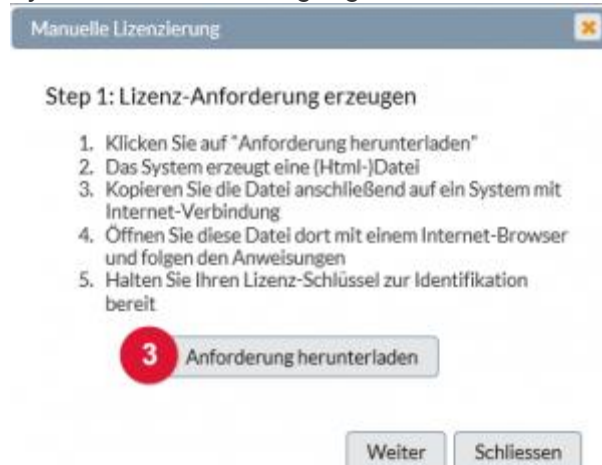 Manuelle Lizenzierung
Step 1: Lizenz-Anforderung erzeugen
1. Klicken Sie auf "Anforderung herunterladen"
2. Das System erzeugt eine (Html-)Datei
3. Kopieren Sie die Datei anschließend auf ein System mit
Internet-Verbindung
4. Öffnen Sie diese Datei dort mit einem Internet-Browser
und folgen den Anweisungen
5. Halten Sie Ihren Lizenz-Schlüssel zur Identifikation
bereit
3 Anforderung herunterladen
Weiter Schliessen